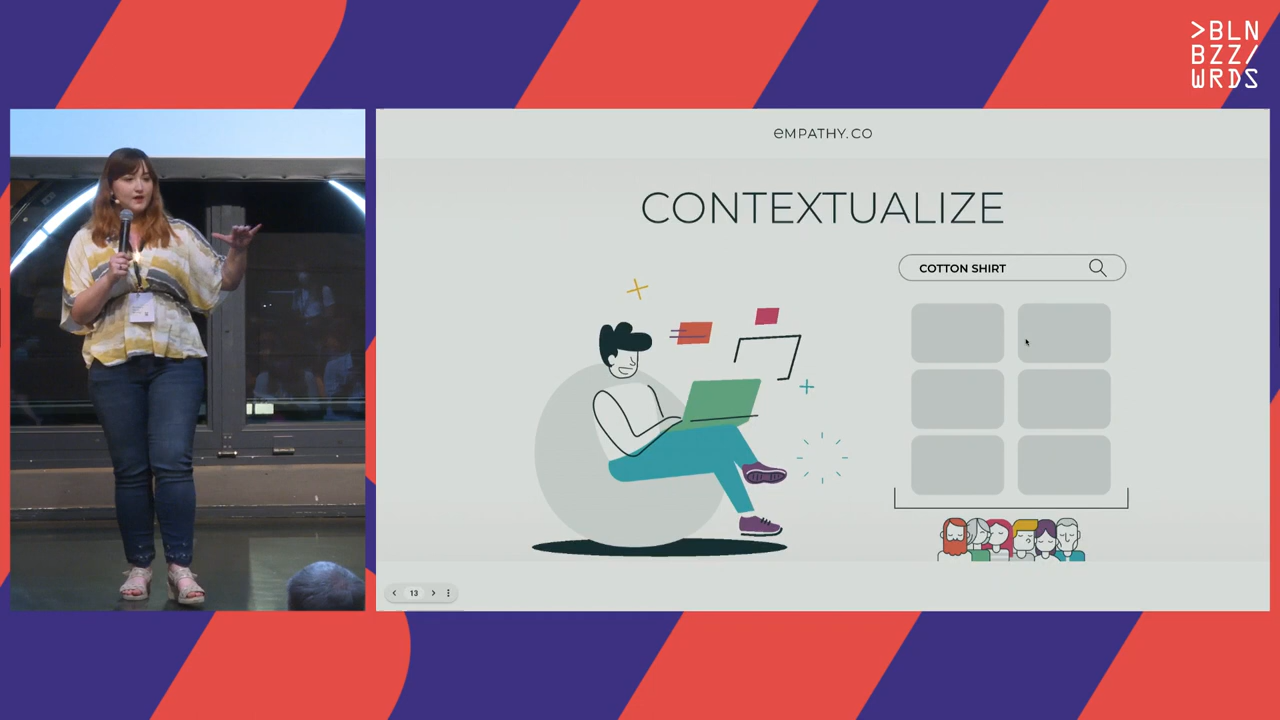 >BLN
BZZ/
WRDS
eMPATHY.CO
CONTEXTUALIZE
COTTON SHIRT
13